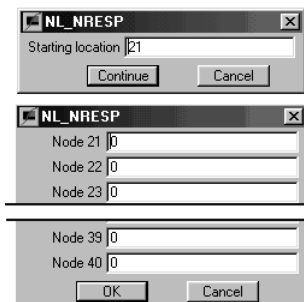 NL_NRESP
Starting location 21
Continue Cancel
NL_NRESP
Node 21 0
Node 22 0
Node 23 0
Node 39 0
Node 40 0
OK Cancel